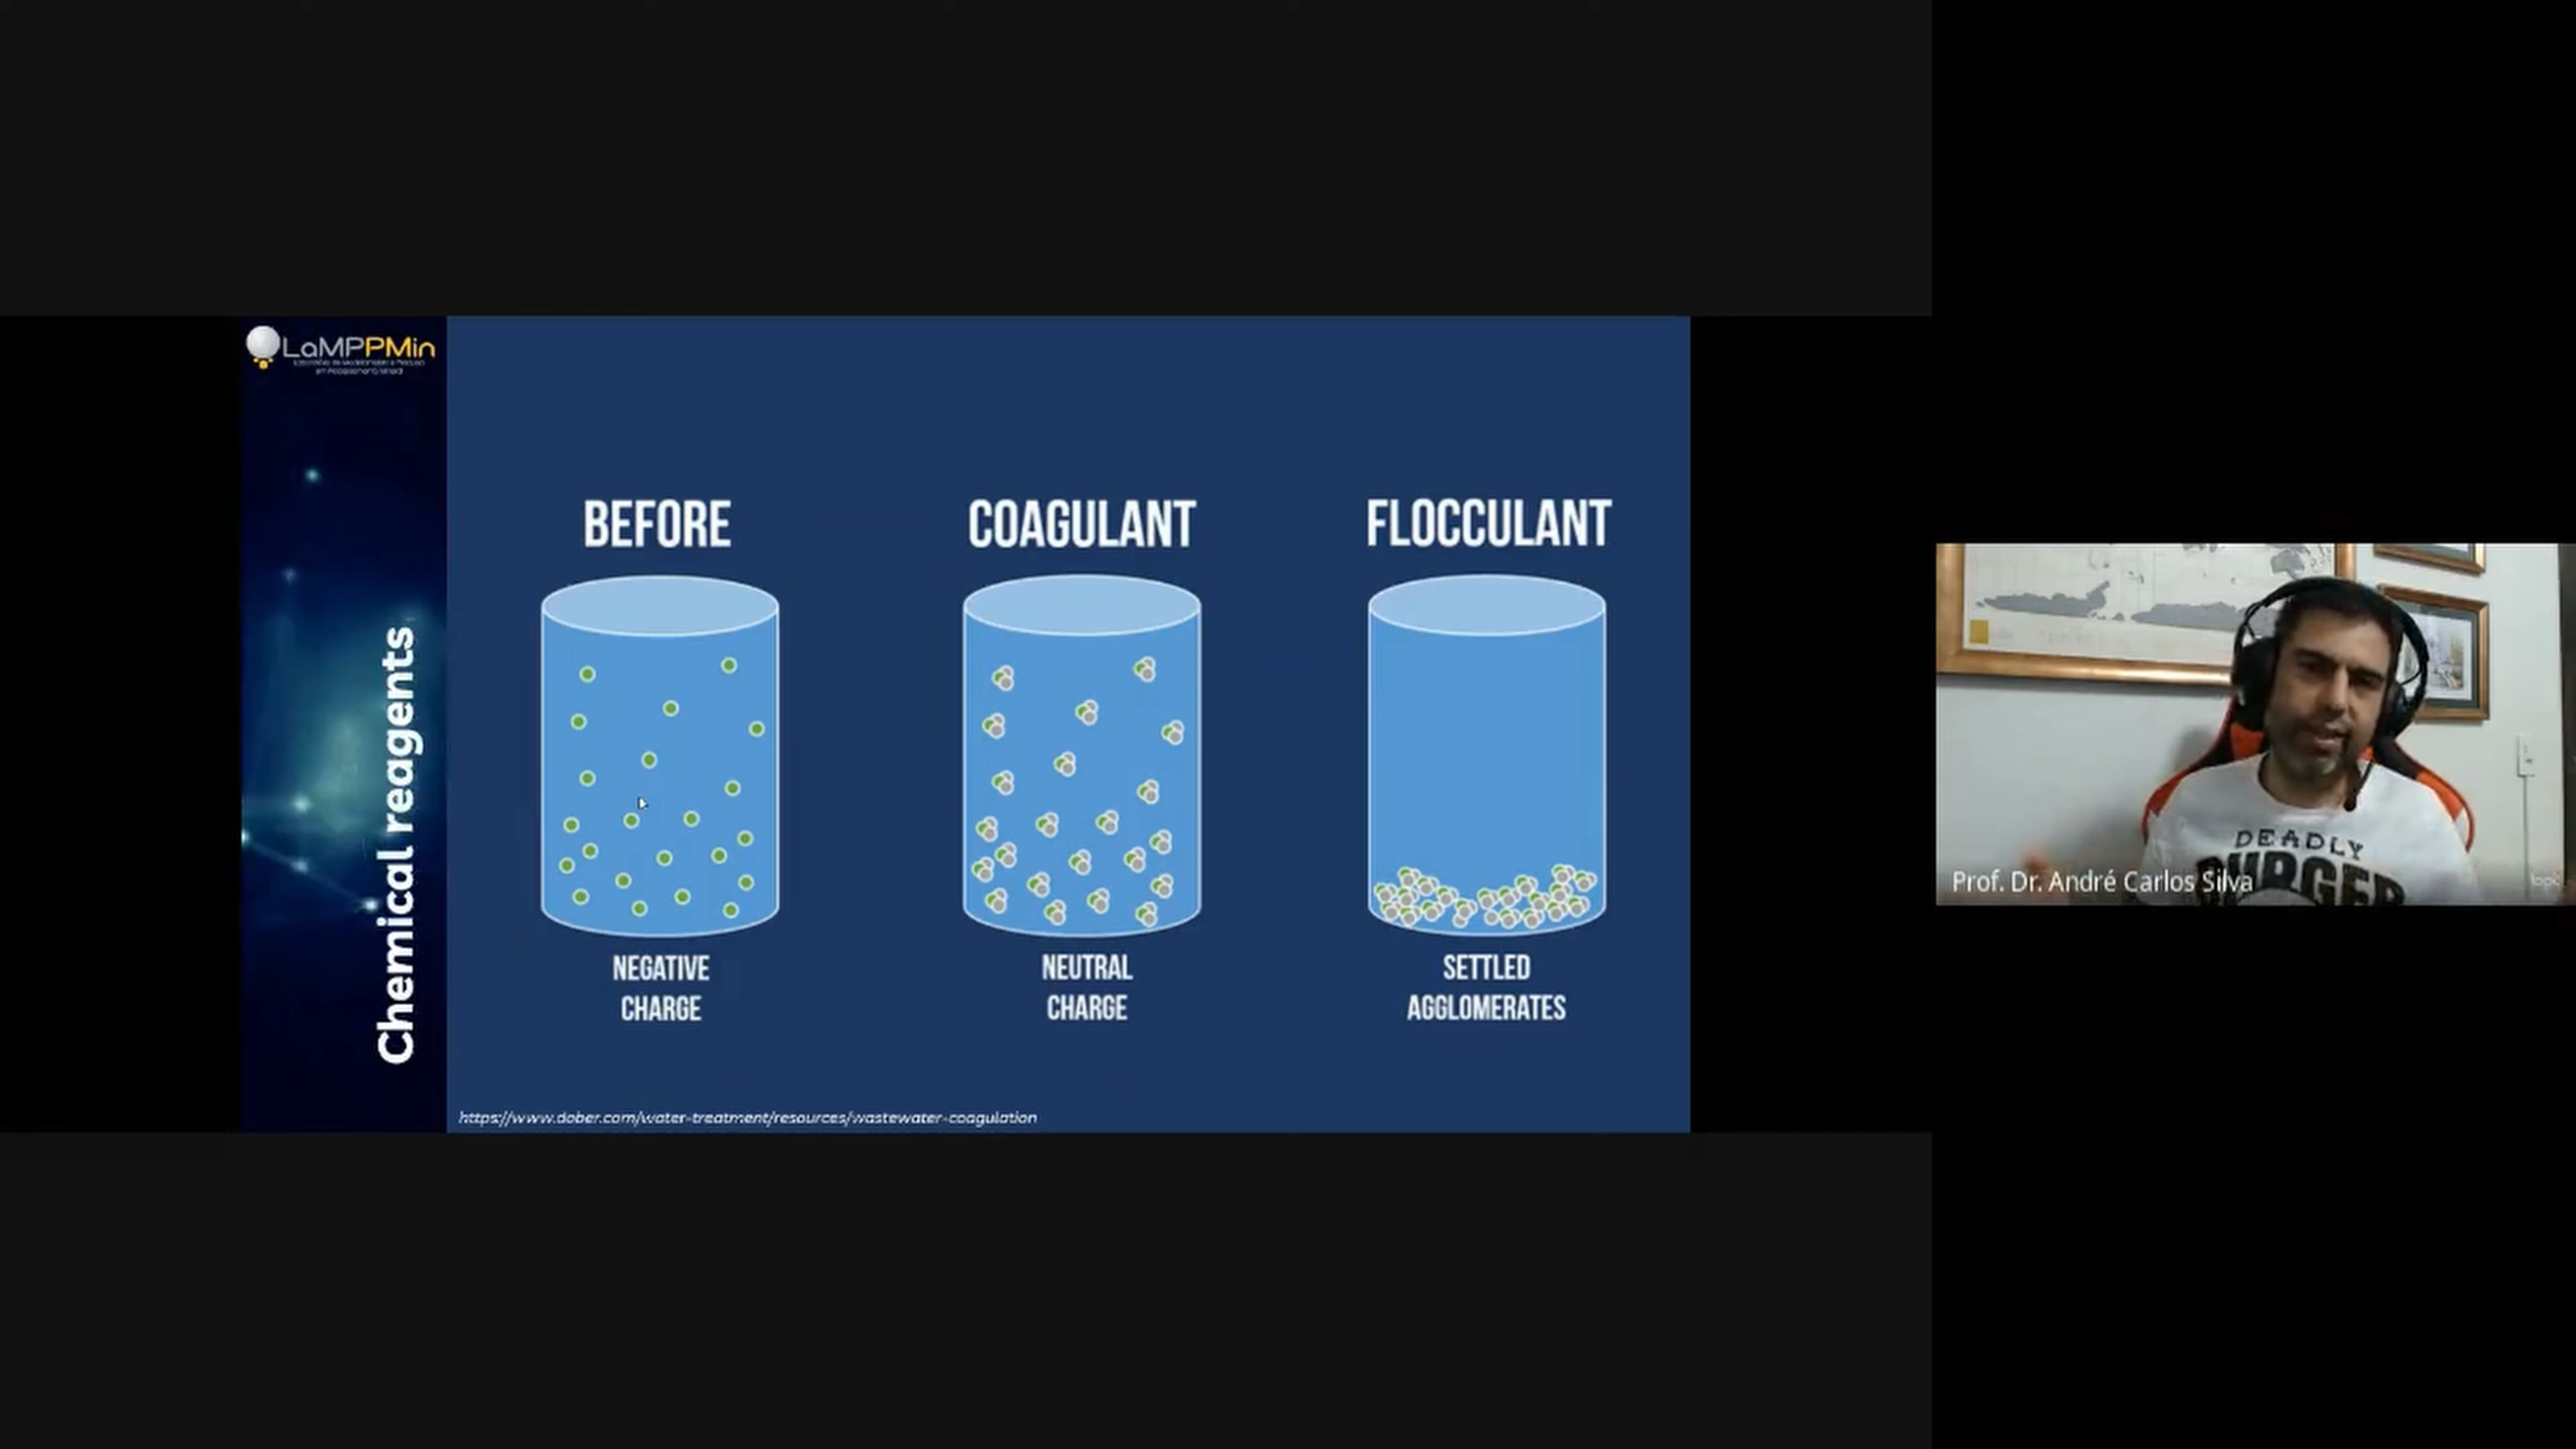 LaMPPMin
Chemical reagents
BEFORE
COAGULANT
FLOCCULANT
NEGATIVE
CHARGE
NEUTRAL
CHARGE
SETTLED
AGGLOMERATES
https://www.dober.com/water-treatment/resources/wastewater-coagulation
DEADLY
BURGER
Prof. Dr. André Carlos Silva